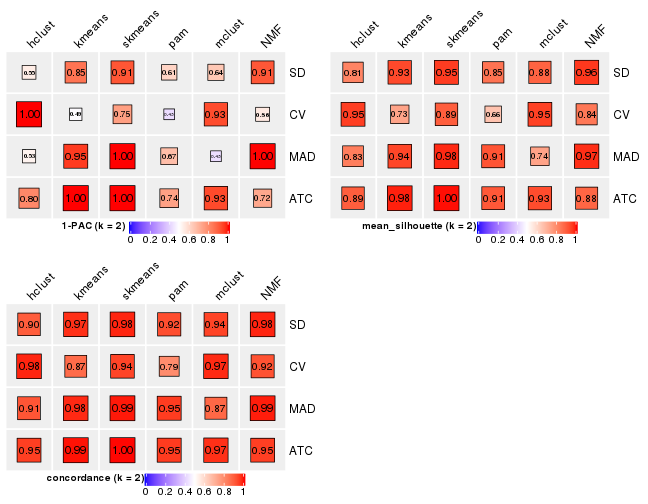 hclust kmeans skmeans pam mclust NMF
0.55 0.85 0.91 0.61 0.64 0.91 SD
1.00 0.49 0.75 0.45 0.93 0.56 CV
0.53 0.95 1.00 0.67 0.45 1.00 MAD
0.80 1.00 1.00 0.74 0.93 0.72 ATC
1-PAC (k = 2)
0 0.2 0.4 0.6 0.8 1
hclust kmeans skmeans pam mclust NMF
0.81 0.93 0.95 0.85 0.88 0.96 SD
0.95 0.73 0.89 0.66 0.95 0.84 CV
0.83 0.94 0.98 0.91 0.74 0.97 MAD
0.89 0.98 1.00 0.91 0.93 0.88 ATC
mean_silhouette (k = 2)
0 0.2 0.4 0.6 0.8 1
hclust kmeans skmeans pam mclust NMF
0.90 0.97 0.98 0.92 0.94 0.98 SD
0.98 0.87 0.94 0.79 0.97 0.92 CV
0.91 0.98 0.99 0.95 0.87 0.99 MAD
0.95 0.99 1.00 0.95 0.97 0.95 ATC
concordance (k = 2)
0 0.2 0.4 0.6 0.8 1